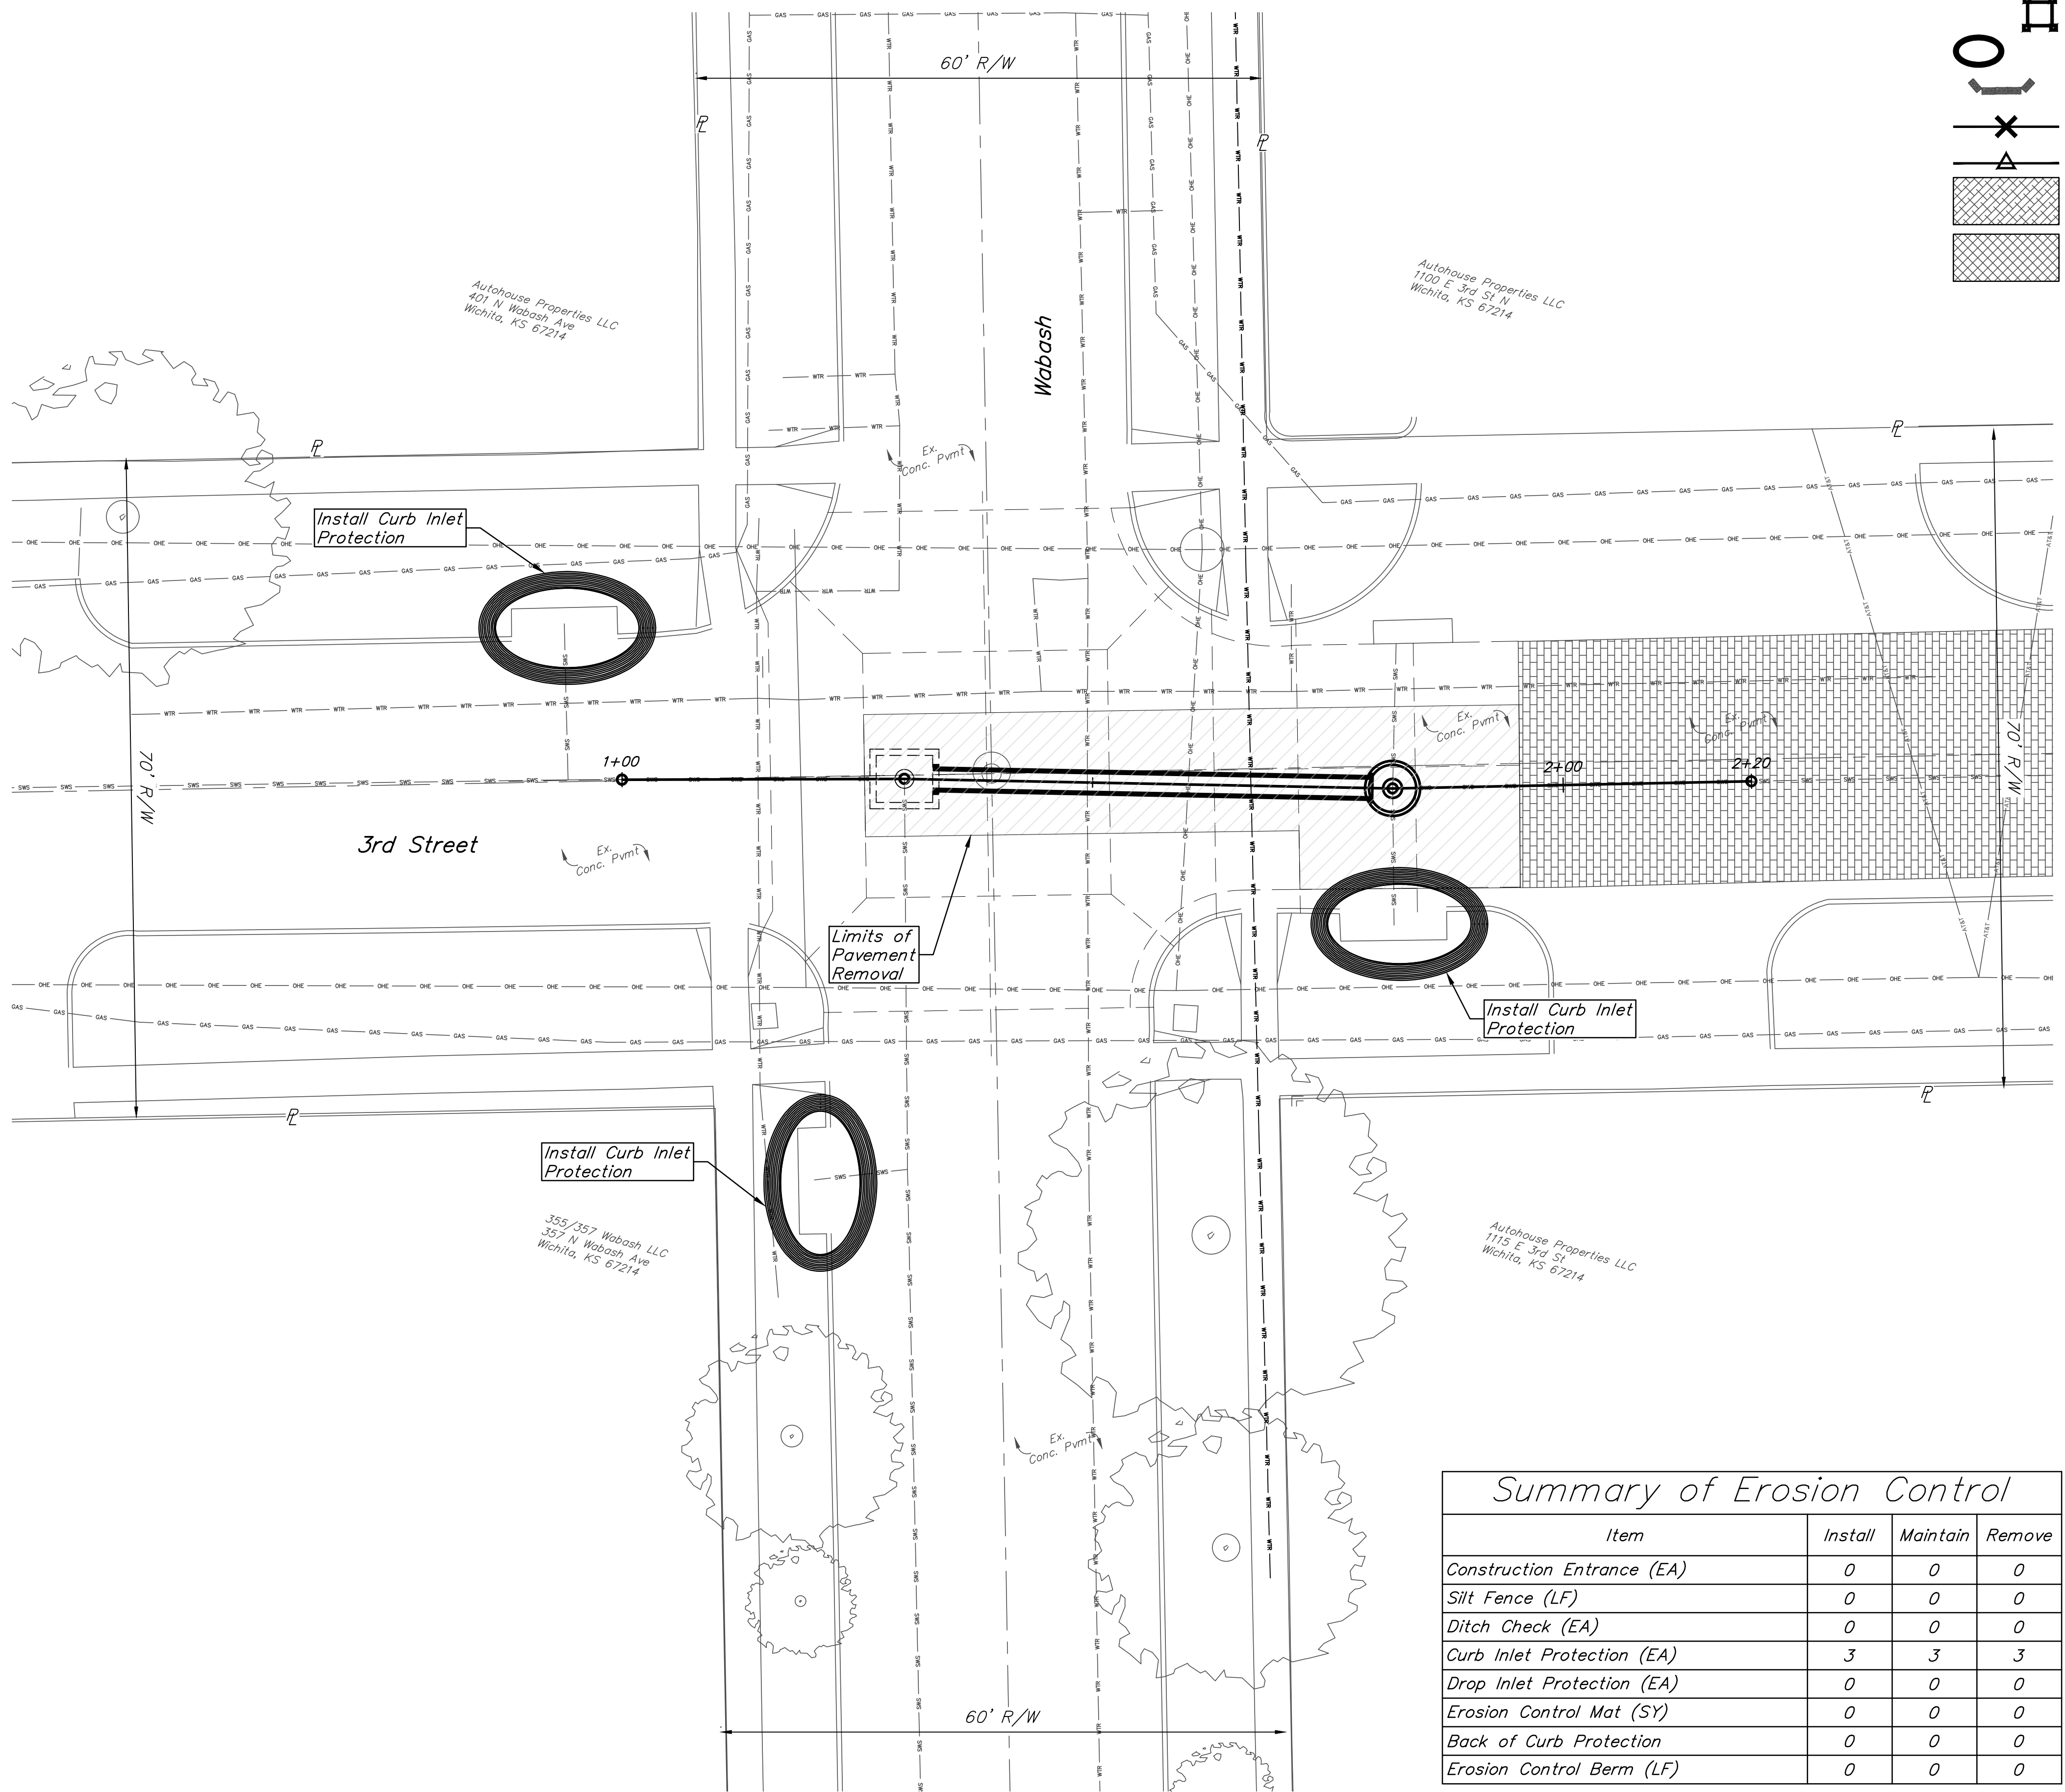 60' R/W
Wabash
Autohouse Properties LLC
401 N Wabash Ave
Wichita, KS 67214
Autohouse Properties LLC
1100 E 3rd St N
Wichita, KS 67214
Ex.
Conc. Pvmt
Install Curb Inlet
Protection
70' R/W
1+00
3rd Street
Ex.
Conc. Pvmt
Ex.
Conc. Pvmt
Ex.
Conc. Pvmt
2+00
2+20
70' R/W
Limits of
Pavement
Removal
Install Curb Inlet
Protection
Install Curb Inlet
Protection
355/357 Wabash LLC
357 N Wabash Ave
Wichita, KS 67214
Autohouse Properties LLC
1115 E 3rd St
Wichita, KS 67214
Ex.
Conc. Pvmt
60' R/W
GAS
WTR
OHE
SWS
AT&T
Summary of Erosion Control
Item Install Maintain Remove
Construction Entrance (EA) 0 0 0
Silt Fence (LF) 0 0 0
Ditch Check (EA) 0 0 0
Curb Inlet Protection (EA) 3 3 3
Drop Inlet Protection (EA) 0 0 0
Erosion Control Mat (SY) 0 0 0
Back of Curb Protection 0 0 0
Erosion Control Berm (LF) 0 0 0